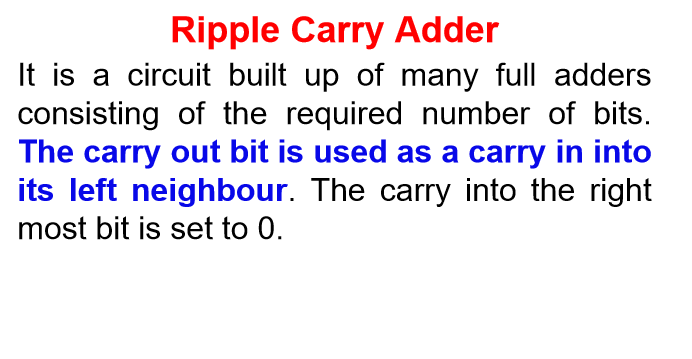 Ripple Carry Adder
It is a circuit built up of many full adders
consisting of the required number of bits.
The carry out bit is used as a carry in into
its left neighbour. The carry into the right
most bit is set to 0.